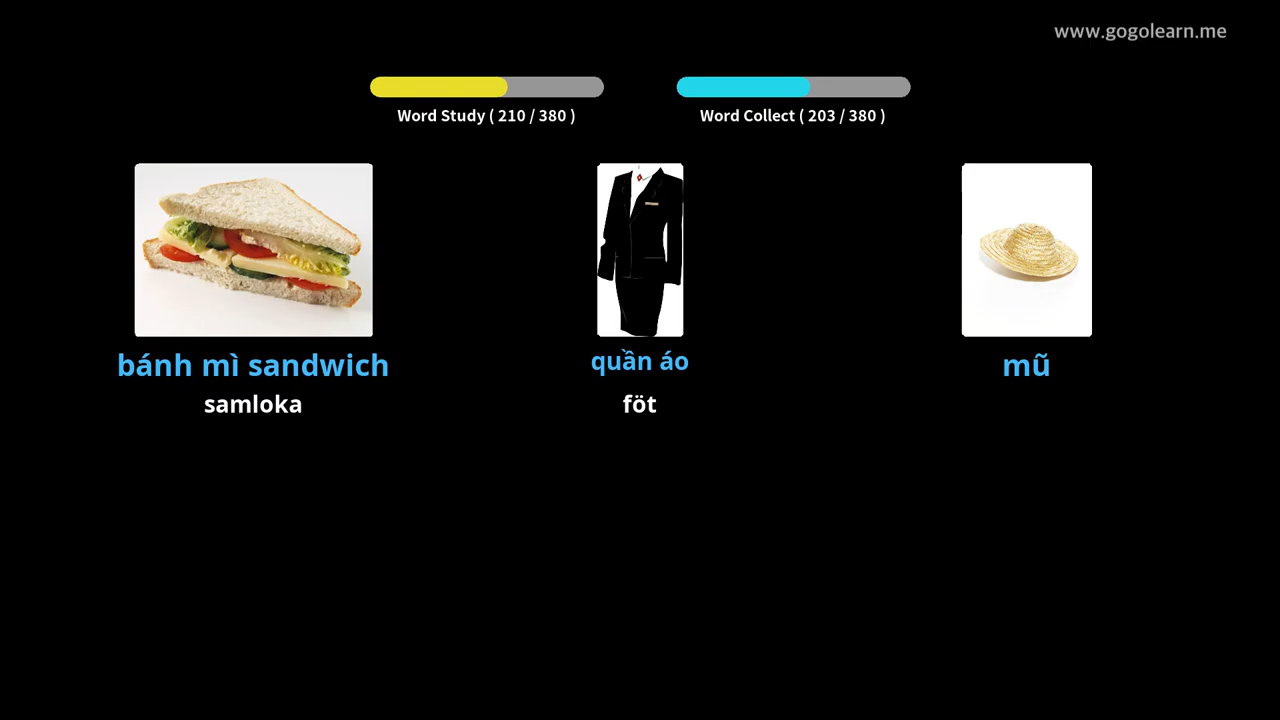 www.gogolearn.me
Word Study ( 210 / 380 )
Word Collect ( 203 / 380 )
bánh mì sandwich
samloka
quần áo
föt
mũ